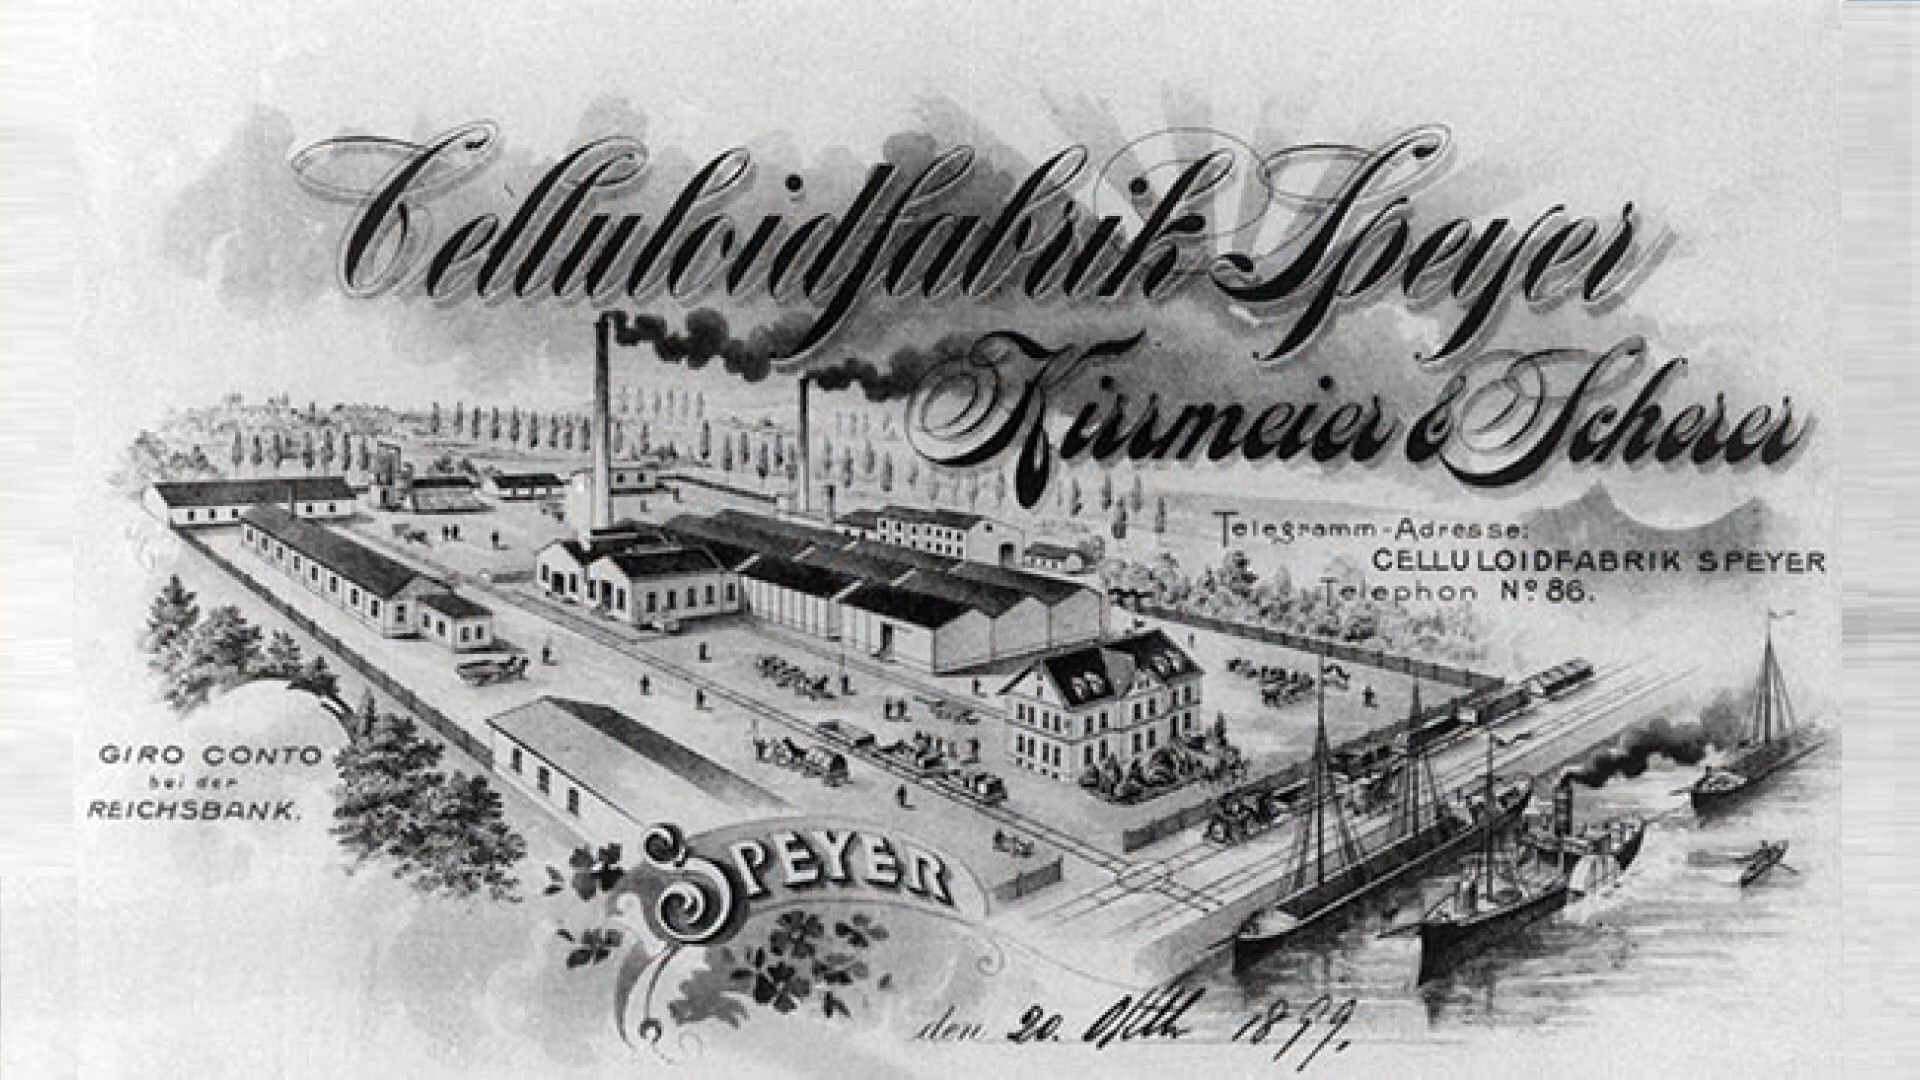 Celluloidfabrik Speyer
Kirrmeier & Scherer
Telegramm-Adresse:
CELLULOIDFABRIK SPEYER
Telephon Nº 86.
GIRO CONTO
bei der
REICHSBANK.
SPEYER
den 20. Oktb. 1899.